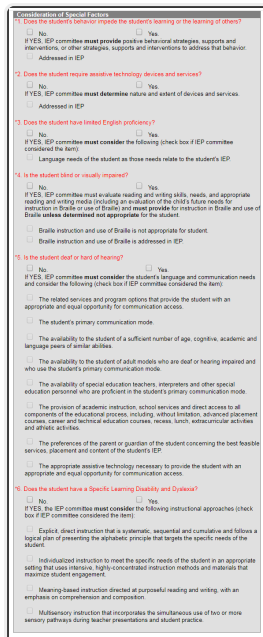 Consideration of Special Factors
*1. Does the student's behavior impede the student's learning or the learning of others?
No. Yes.
If YES, IEP committee must provide positive behavioral strategies, supports and
interventions, or other strategies, supports and interventions to address that behavior.
Addressed in IEP
*2. Does the student require assistive technology devices and services?
No. Yes.
If YES, IEP committee must determine nature and extent of devices and services.
Addressed in IEP
*3. Does the student have limited English proficiency?
No. Yes.
If YES, IEP committee must consider the following (check box if IEP committee
considered the item):
Language needs of the student as those needs relate to the student's IEP.
*4. Is the student blind or visually impaired?
No. Yes.
If YES, IEP committee must evaluate reading and writing skills, needs, and appropriate
reading and writing media (including an evaluation of the child's future needs for
instruction in Braille or use of Braille) and must provide for instruction in Braille and use of
Braille unless determined not appropriate for the student.
Braille instruction and use of Braille is not appropriate for student.
Braille instruction and use of Braille is addressed in IEP.
*5. Is the student deaf or hard of hearing?
No. Yes.
If YES, IEP committee must consider the student's language and communication needs
and consider the following (check box if IEP committee considered the item):
The related services and program options that provide the student with an
appropriate and equal opportunity for communication access.
The student's primary communication mode.
The availability to the student of a sufficient number of age, cognitive, academic and
language peers of similar abilities.
The availability to the student of adult models who are deaf or hearing impaired and
who use the student's primary communication mode.
The availability of special education teachers, interpreters and other special
education personnel who are proficient in the student's primary communication mode.
The provision of academic instruction, school services and direct access to all
components of the educational process, including, without limitation, advanced placement
courses, career and technical education courses, recess, lunch, extracurricular activities
and athletic activities.
The preferences of the parent or guardian of the student concerning the best feasible
services, placement and content of the student's IEP
The appropriate assistive technology necessary to provide the student with an
appropriate and equal opportunity for communication access.
*6. Does the student have a Specific Learning Disability and Dyslexia?
No. Yes.
If YES, the IEP committee must consider the following instructional approaches (check
box if IEP committee considered the item):
Explicit, direct instruction that is systematic, sequential and cumulative and follows a
logical plan of presenting the alphabetic principle that targets the specific needs of the
student.
Individualized instruction to meet the specific needs of the student in an appropriate
setting that uses intensive, highly-concentrated instruction methods and materials that
maximize student engagement.
Meaning-based instruction directed at purposeful reading and writing, with an
emphasis on comprehension and composition.
Multisensory instruction that incorporates the simultaneous use of two or more
sensory pathways during teacher presentations and student practice.